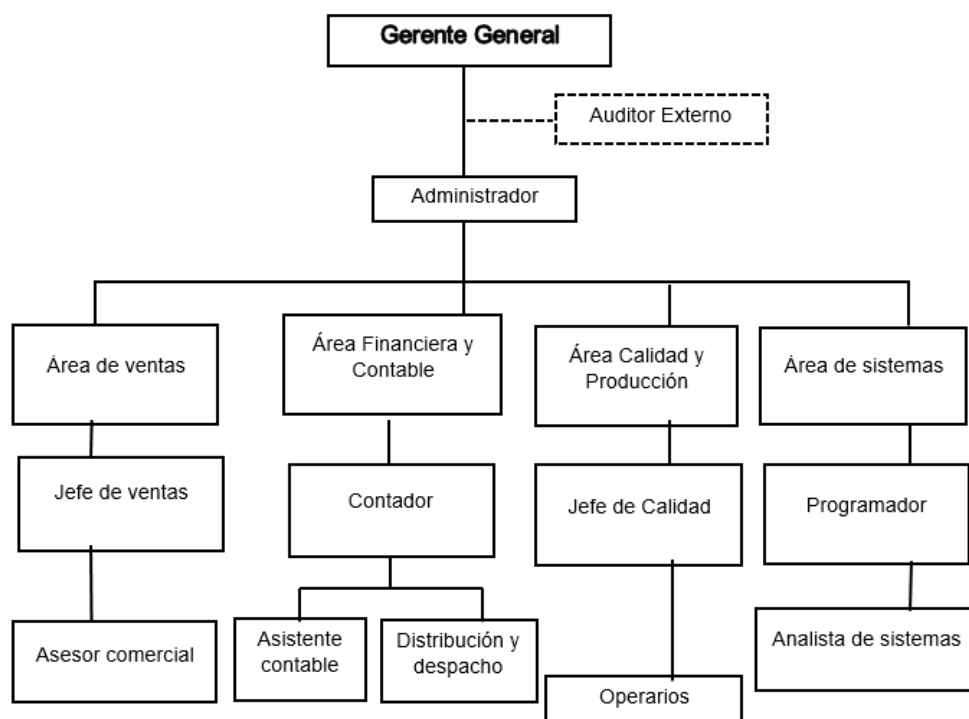 Gerente General
Auditor Externo
Administrador
Área de ventas
Área Financiera y
Contable
Área Calidad y
Producción
Área de sistemas
Jefe de ventas
Contador
Jefe de Calidad
Programador
Asesor comercial
Asistente
contable
Distribución y
despacho
Operarios
Analista de sistemas